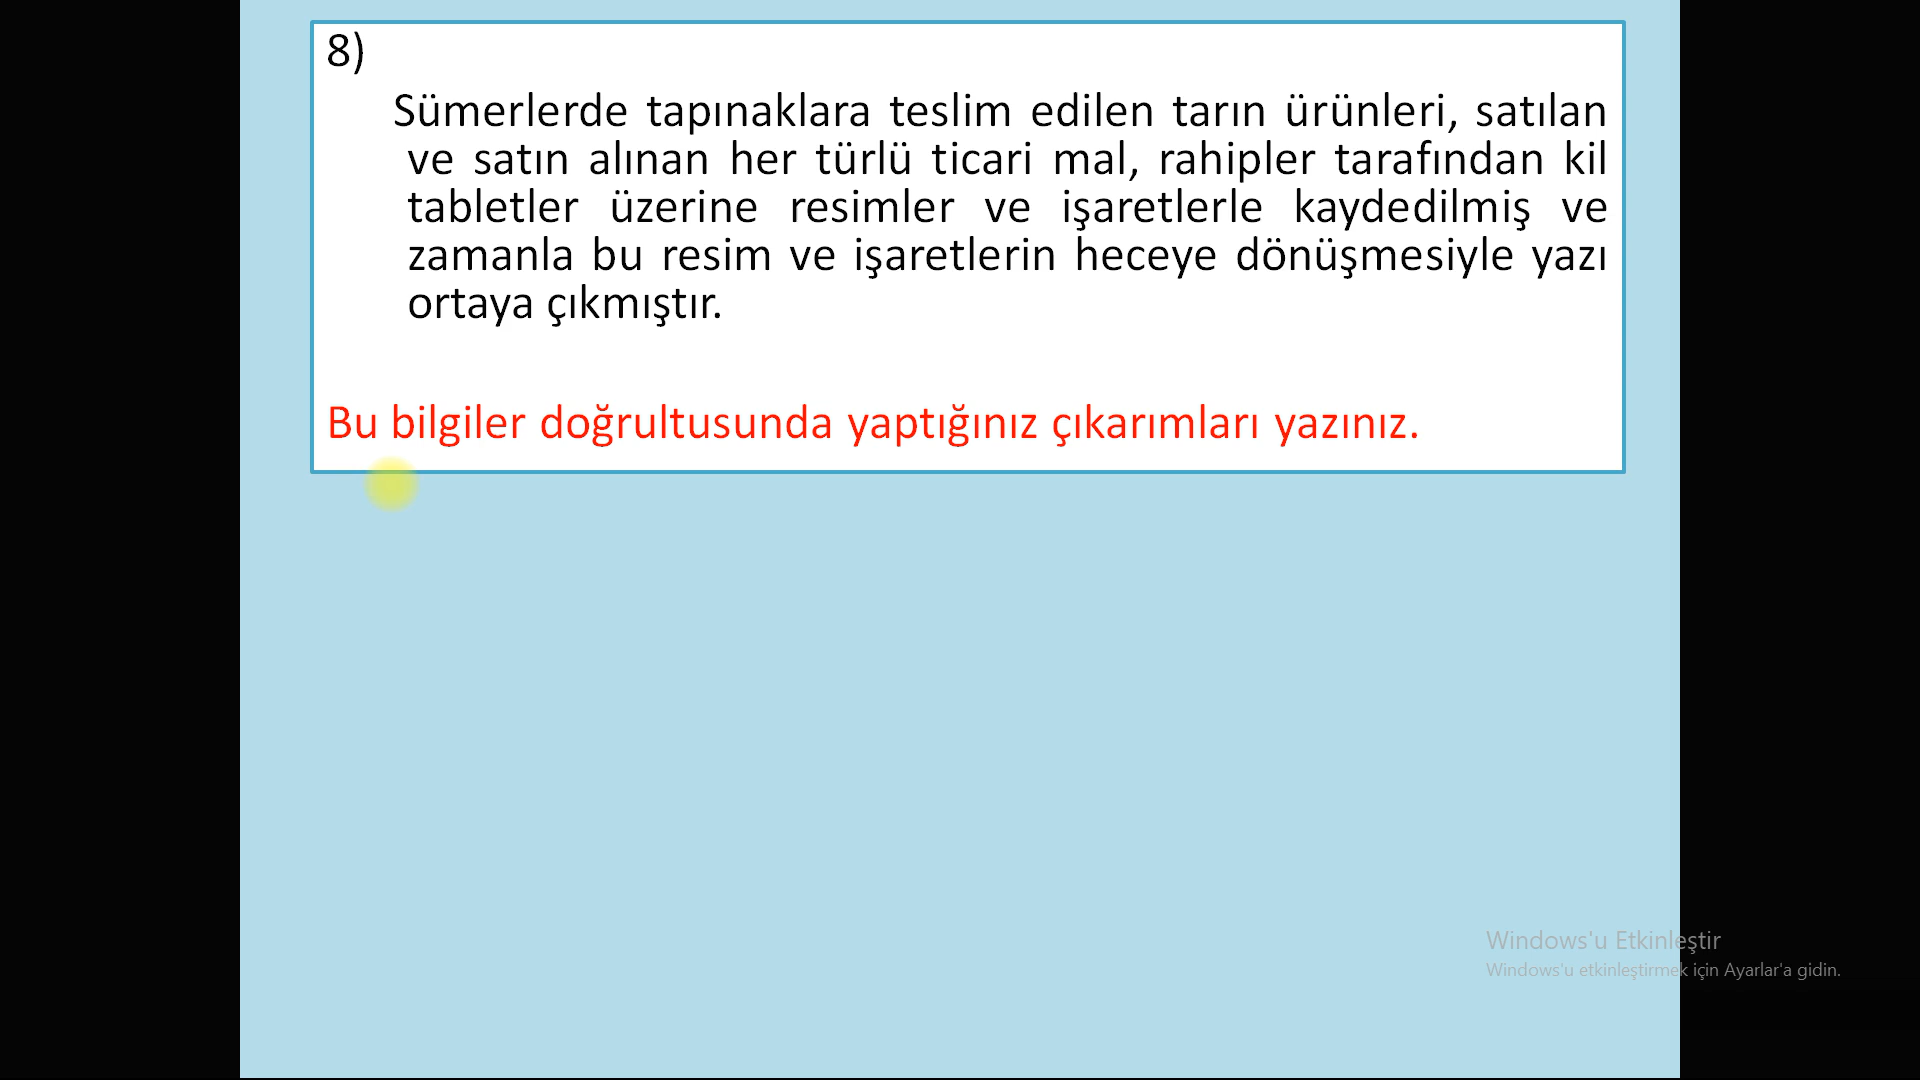 8)
Sümerlerde tapınaklara teslim edilen tarın ürünleri, satılan
ve satın alınan her türlü ticari mal, rahipler tarafından kil
tabletler üzerine resimler ve işaretlerle kaydedilmiş ve
zamanla bu resim ve işaretlerin heceye dönüşmesiyle yazı
ortaya çıkmıştır.
Bu bilgiler doğrultusunda yaptığınız çıkarımları yazınız.
Windows'u Etkinleştir
Windows'u etkinleştirmek için Ayarlar'a gidin.